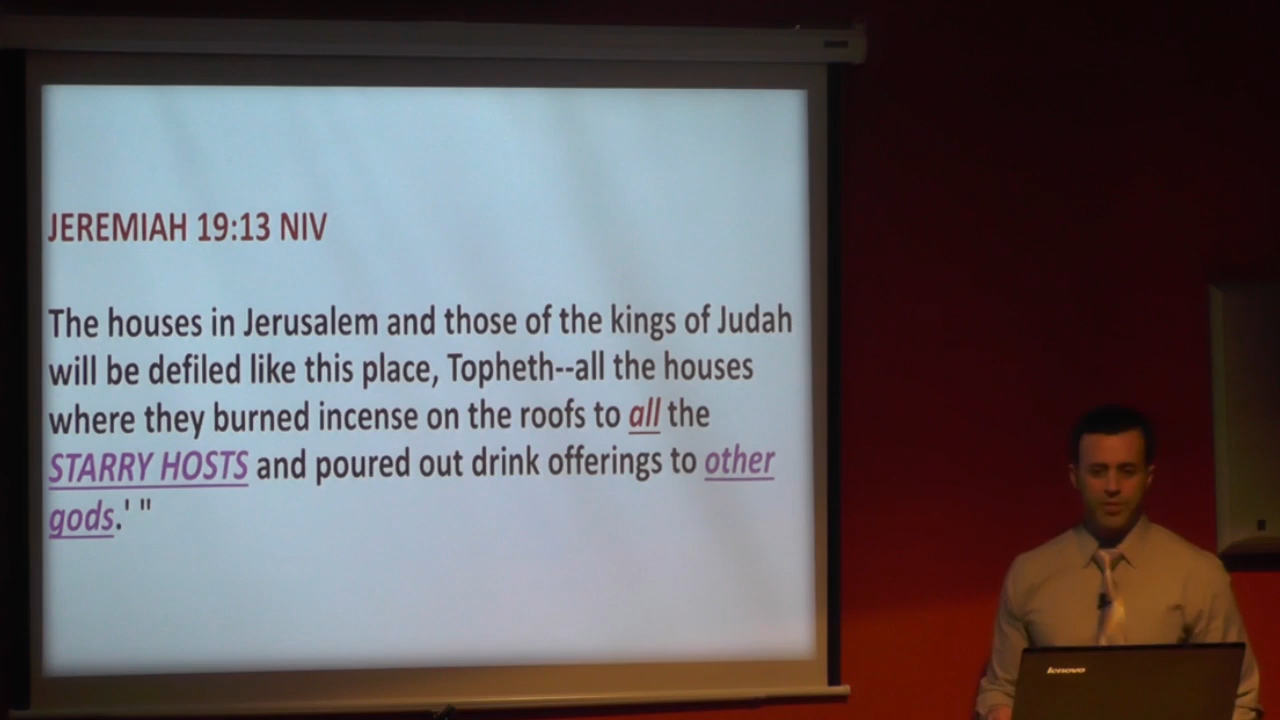 JEREMIAH 19:13 NIV
The houses in Jerusalem and those of the kings of Judah
will be defiled like this place, Topheth--all the houses
where they burned incense on the roofs to all the
STARRY HOSTS and poured out drink offerings to other
gods.' "
lenovo